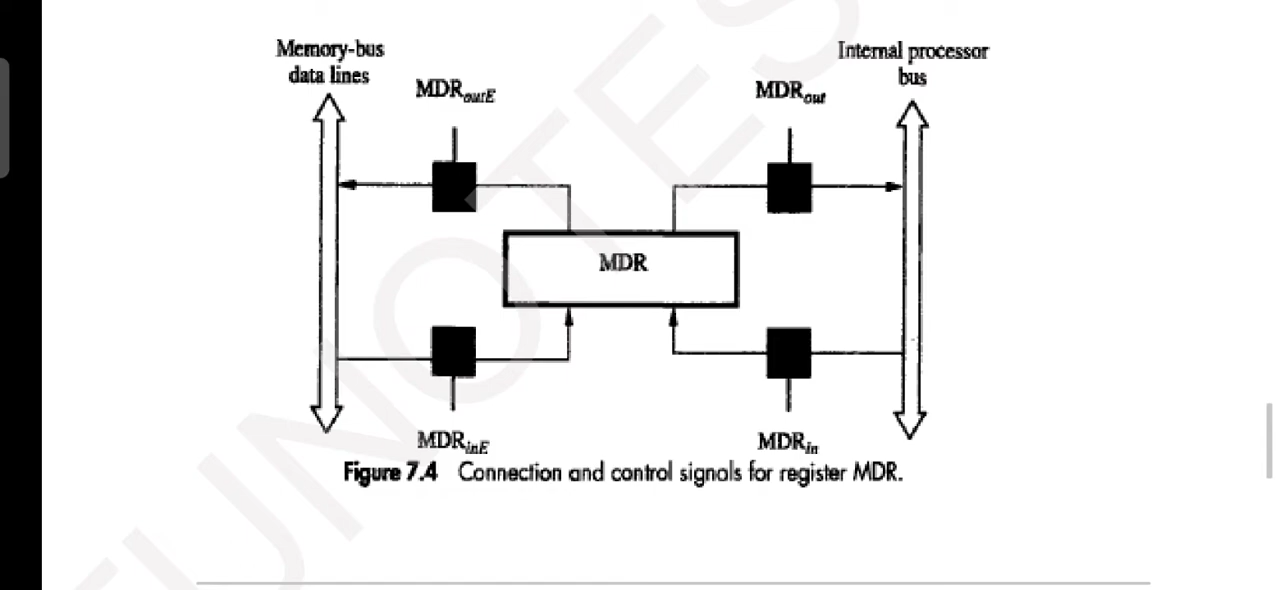 Memory-bus
data lines
MDRoutE
MDRout
Internal processor
bus
MDR
MDRinE
MDRin
Figure 7.4 Connection and control signals for register MDR.